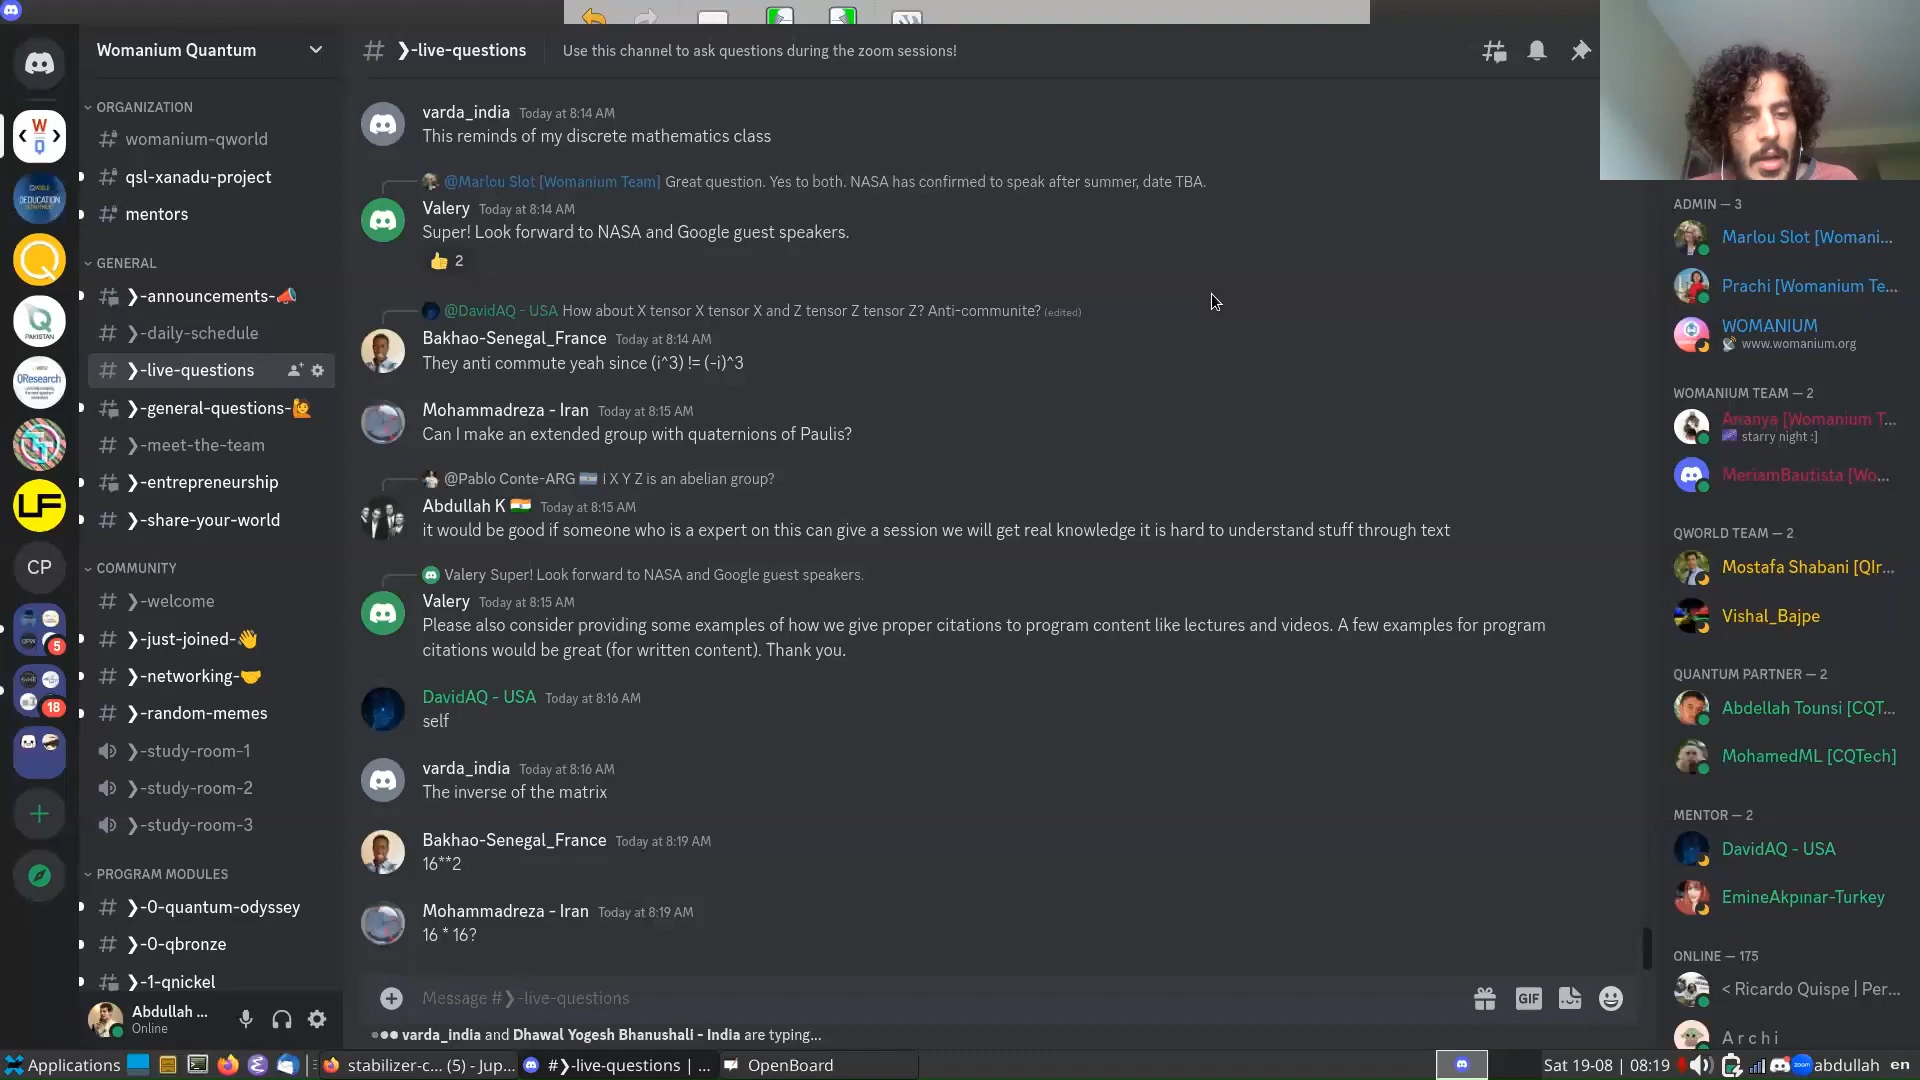 Womanium Quantum
ORGANIZATION
womanium-qworld
qsl-xanadu-project
mentors
GENERAL
❯-announcements-📣
❯-daily-schedule
❯-live-questions
❯-general-questions-🙋
❯-meet-the-team
❯-entrepreneurship
❯-share-your-world
COMMUNITY
❯-welcome
❯-just-joined-👋
❯-networking-🤝
❯-random-memes
❯-study-room-1
❯-study-room-2
❯-study-room-3
PROGRAM MODULES
❯-0-quantum-odyssey
❯-0-qbronze
❯-1-qnickel
Abdullah ...
Online
W
Q
PAKISTAN
QResearch
LF
CP
5
18
❯-live-questions
Use this channel to ask questions during the zoom sessions!
varda_india Today at 8:14 AM
This reminds of my discrete mathematics class
@Marlou Slot [Womanium Team] Great question. Yes to both. NASA has confirmed to speak after summer, date TBA.
Valery Today at 8:14 AM
Super! Look forward to NASA and Google guest speakers.
👍 2
@DavidAQ - USA How about X tensor X tensor X and Z tensor Z tensor Z? Anti-communite? (edited)
Bakhao-Senegal_France Today at 8:14 AM
They anti commute yeah since (i^3) != (-i)^3
Mohammadreza - Iran Today at 8:15 AM
Can I make an extended group with quaternions of Paulis?
@Pablo Conte-ARG 🇦🇷 I X Y Z is an abelian group?
Abdullah K 🇮🇳 Today at 8:15 AM
it would be good if someone who is a expert on this can give a session we will get real knowledge it is hard to understand stuff through text
Valery Super! Look forward to NASA and Google guest speakers.
Valery Today at 8:15 AM
Please also consider providing some examples of how we give proper citations to program content like lectures and videos. A few examples for program
citations would be great (for written content). Thank you.
DavidAQ - USA Today at 8:16 AM
self
varda_india Today at 8:16 AM
The inverse of the matrix
Bakhao-Senegal_France Today at 8:19 AM
16**2
Mohammadreza - Iran Today at 8:19 AM
16 * 16?
Message #❯-live-questions
GIF
varda_india and Dhawal Yogesh Bhanushali - India are typing...
ADMIN — 3
Marlou Slot [Womani...
Prachi [Womanium Te...
WOMANIUM
www.womanium.org
WOMANIUM TEAM — 2
Ananya [Womanium T...
starry night :]
MeriamBautista [Wo...
QWORLD TEAM — 2
Mostafa Shabani [QIr...
Vishal_Bajpe
QUANTUM PARTNER — 2
Abdellah Tounsi [CQT...
MohamedML [CQTech]
MENTOR — 2
DavidAQ - USA
EmineAkpınar-Turkey
ONLINE — 175
< Ricardo Quispe | Per...
A r c h i
Applications
stabilizer-c... (5) - Jup...
#❯-live-questions | ...
OpenBoard
Sat 19-08 | 08:19
zoom
abdullah
en